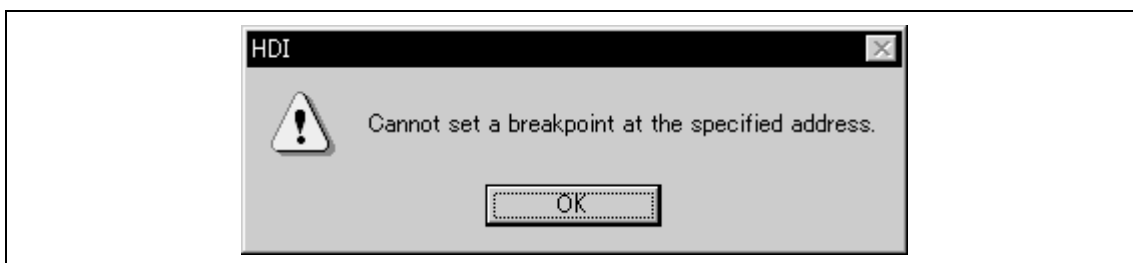 HDI
Cannot set a breakpoint at the specified address.
OK